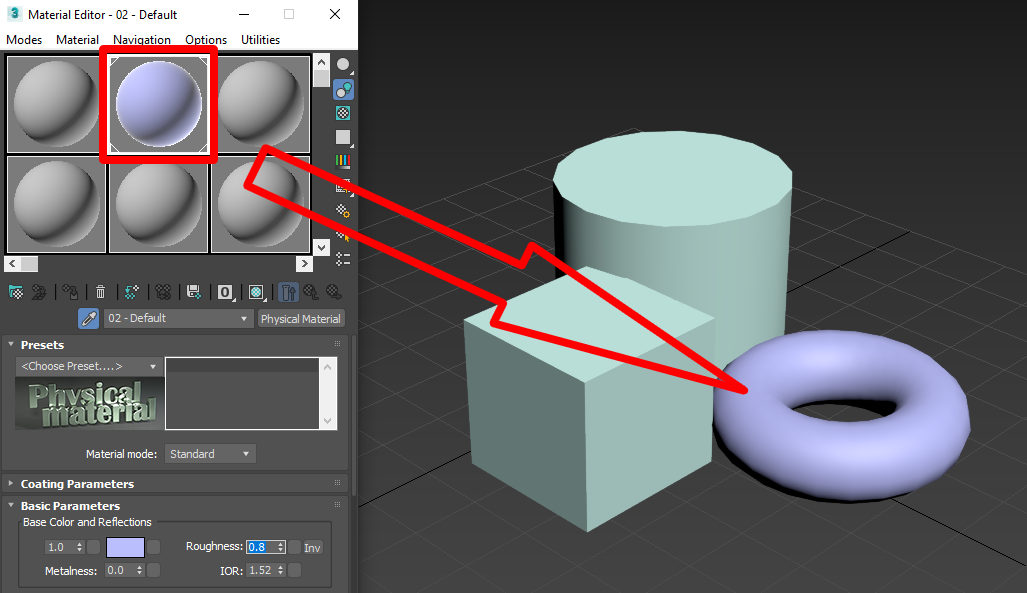 3 Material Editor - 02 - Default
Modes Material Navigation Options Utilities
0
02 - Default Physical Material
Presets
<Choose Preset....>
Physical
material
Material mode: Standard
Coating Parameters
Basic Parameters
Base Color and Reflections
1.0 Roughness: 0.8 Inv
Metalness: 0.0 IOR: 1.52